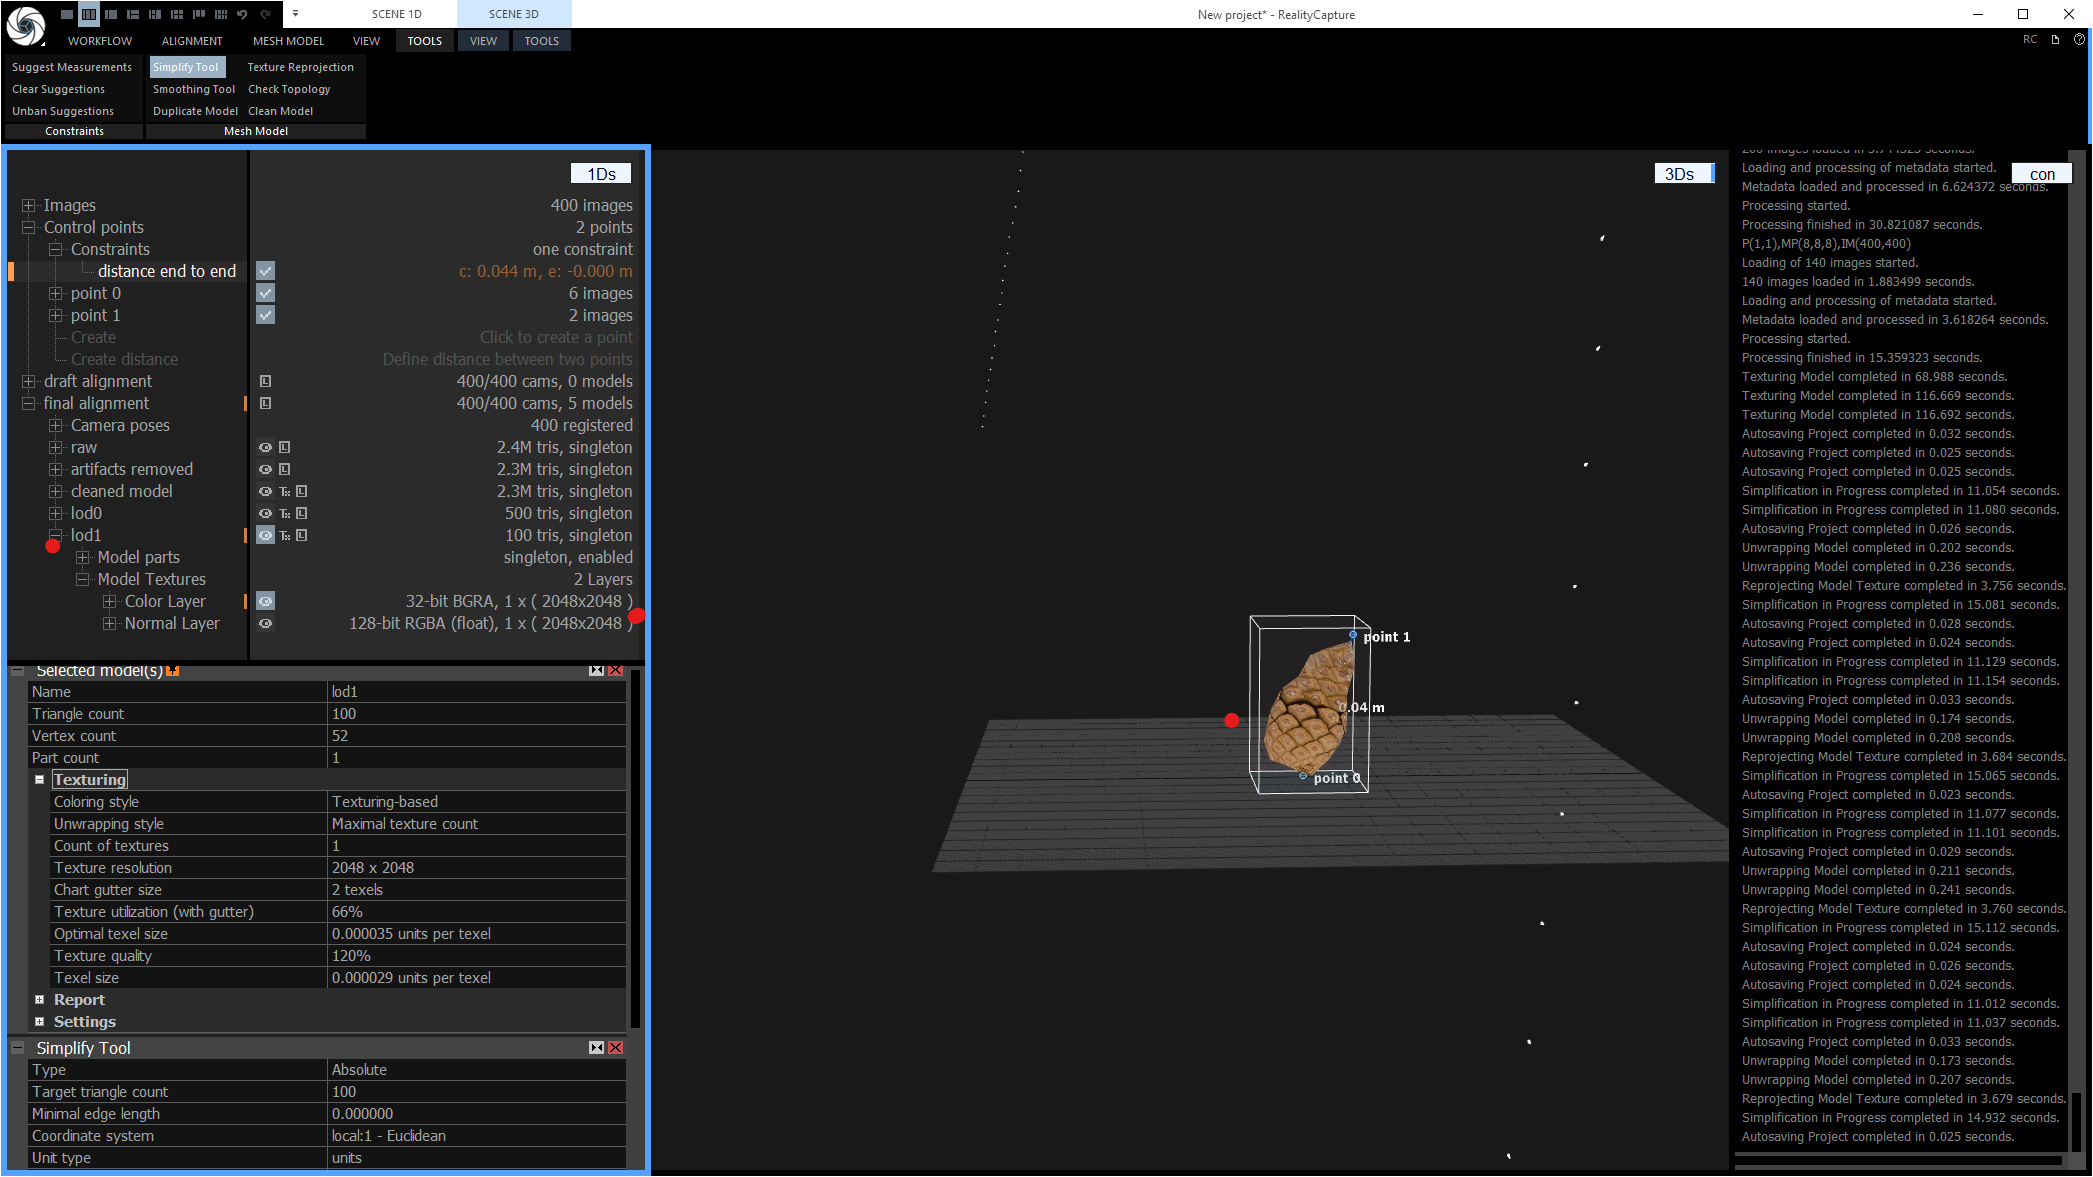 SCENE 1D
SCENE 3D
New project* - RealityCapture
WORKFLOW
ALIGNMENT
MESH MODEL
VIEW
TOOLS
VIEW
TOOLS
RC
Suggest Measurements
Simplify Tool
Texture Reprojection
Clear Suggestions
Smoothing Tool
Check Topology
Unban Suggestions
Duplicate Model
Clean Model
Constraints
Mesh Model
1Ds
Images 400 images
Control points 2 points
Constraints one constraint
distance end to end c: 0.044 m, e: -0.000 m
point 0 6 images
point 1 2 images
Create Click to create a point
Create distance Define distance between two points
draft alignment 400/400 cams, 0 models
final alignment 400/400 cams, 5 models
Camera poses 400 registered
raw 2.4M tris, singleton
artifacts removed 2.3M tris, singleton
cleaned model 2.3M tris, singleton
lod0 500 tris, singleton
lod1 100 tris, singleton
Model parts singleton, enabled
Model Textures 2 Layers
Color Layer 32-bit BGRA, 1 x ( 2048x2048 )
Normal Layer 128-bit RGBA (float), 1 x ( 2048x2048 )
Selected model(s)
Name lod1
Triangle count 100
Vertex count 52
Part count 1
Texturing
Coloring style Texturing-based
Unwrapping style Maximal texture count
Count of textures 1
Texture resolution 2048 x 2048
Chart gutter size 2 texels
Texture utilization (with gutter) 66%
Optimal texel size 0.000035 units per texel
Texture quality 120%
Texel size 0.000029 units per texel
Report
Settings
Simplify Tool
Type Absolute
Target triangle count 100
Minimal edge length 0.000000
Coordinate system local:1 - Euclidean
Unit type units
3Ds
point 1
0.04 m
point 0
con
200 images loaded in 3.744323 seconds.
Loading and processing of metadata started.
Metadata loaded and processed in 6.624372 seconds.
Processing started.
Processing finished in 30.821087 seconds.
P(1,1),MP(8,8,8),IM(400,400)
Loading of 140 images started.
140 images loaded in 1.883499 seconds.
Loading and processing of metadata started.
Metadata loaded and processed in 3.618264 seconds.
Processing started.
Processing finished in 15.359323 seconds.
Texturing Model completed in 68.988 seconds.
Texturing Model completed in 116.669 seconds.
Texturing Model completed in 116.692 seconds.
Autosaving Project completed in 0.032 seconds.
Autosaving Project completed in 0.025 seconds.
Autosaving Project completed in 0.025 seconds.
Simplification in Progress completed in 11.054 seconds.
Simplification in Progress completed in 11.080 seconds.
Autosaving Project completed in 0.026 seconds.
Unwrapping Model completed in 0.202 seconds.
Unwrapping Model completed in 0.236 seconds.
Reprojecting Model Texture completed in 3.756 seconds.
Simplification in Progress completed in 15.081 seconds.
Autosaving Project completed in 0.028 seconds.
Autosaving Project completed in 0.024 seconds.
Simplification in Progress completed in 11.129 seconds.
Simplification in Progress completed in 11.154 seconds.
Autosaving Project completed in 0.033 seconds.
Unwrapping Model completed in 0.174 seconds.
Unwrapping Model completed in 0.208 seconds.
Reprojecting Model Texture completed in 3.684 seconds.
Simplification in Progress completed in 15.065 seconds.
Autosaving Project completed in 0.023 seconds.
Simplification in Progress completed in 11.077 seconds.
Simplification in Progress completed in 11.101 seconds.
Autosaving Project completed in 0.029 seconds.
Unwrapping Model completed in 0.211 seconds.
Unwrapping Model completed in 0.241 seconds.
Reprojecting Model Texture completed in 3.760 seconds.
Simplification in Progress completed in 15.112 seconds.
Autosaving Project completed in 0.024 seconds.
Autosaving Project completed in 0.026 seconds.
Autosaving Project completed in 0.024 seconds.
Simplification in Progress completed in 11.012 seconds.
Simplification in Progress completed in 11.037 seconds.
Autosaving Project completed in 0.033 seconds.
Unwrapping Model completed in 0.173 seconds.
Unwrapping Model completed in 0.207 seconds.
Reprojecting Model Texture completed in 3.679 seconds.
Simplification in Progress completed in 14.932 seconds.
Autosaving Project completed in 0.025 seconds.